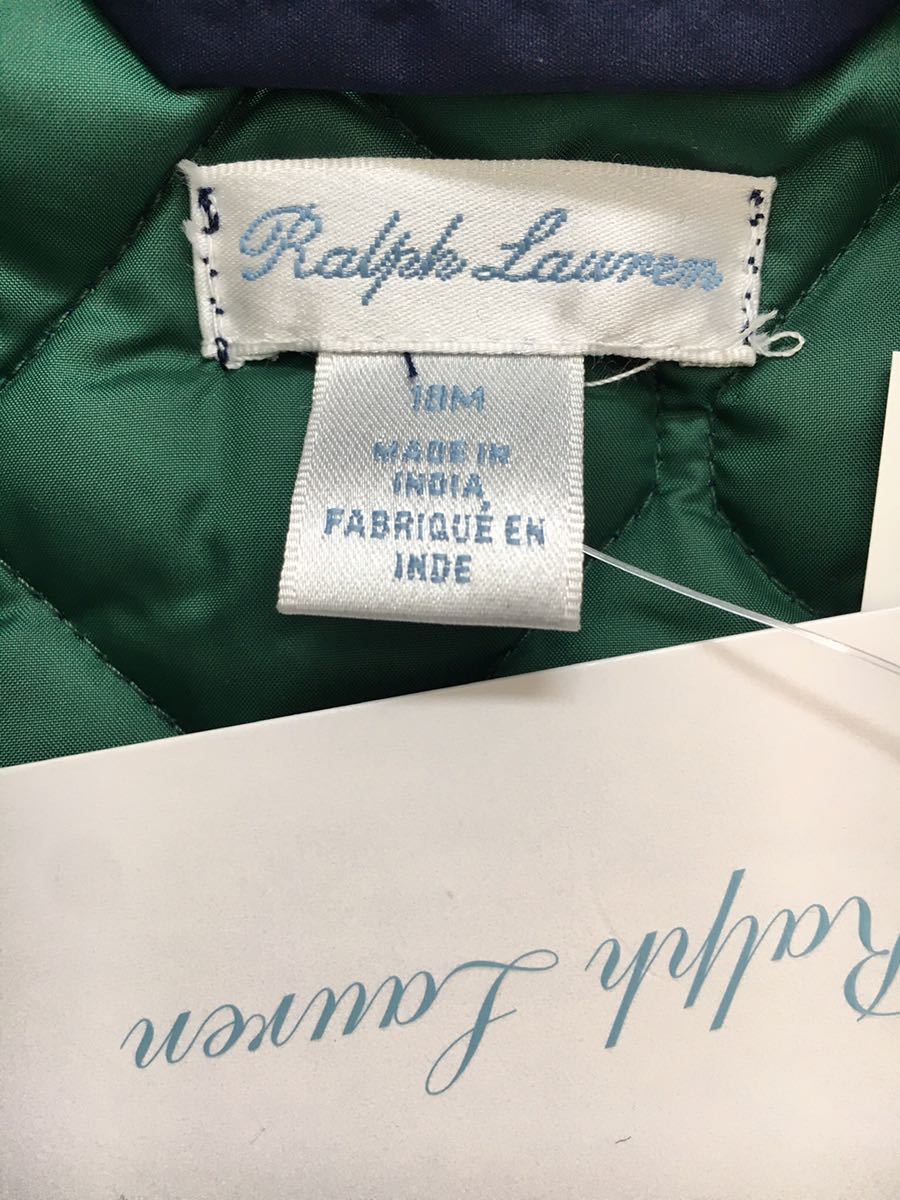 Ralph Lauren
18M
MADE IN
INDIA,
FABRIQUÉ EN
INDE
Ralph Lauren